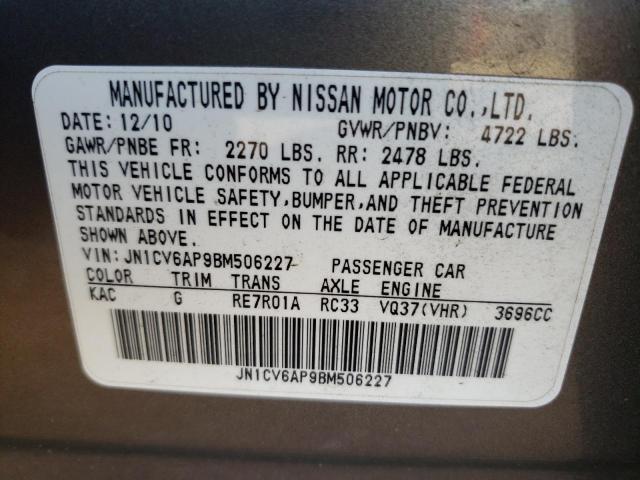 MANUFACTURED BY NISSAN MOTOR CO.,LTD.
DATE: 12/10 GVWR/PNBV: 4722 LBS.
GAWR/PNBE FR: 2270 LBS. RR: 2478 LBS.
THIS VEHICLE CONFORMS TO ALL APPLICABLE FEDERAL
MOTOR VEHICLE SAFETY,BUMPER,AND THEFT PREVENTION
STANDARDS IN EFFECT ON THE DATE OF MANUFACTURE
SHOWN ABOVE.
VIN: JN1CV6AP9BM506227 PASSENGER CAR
COLOR TRIM TRANS AXLE ENGINE
KAC G RE7R01A RC33 VQ37(VHR) 3696CC
JN1CV6AP9BM506227